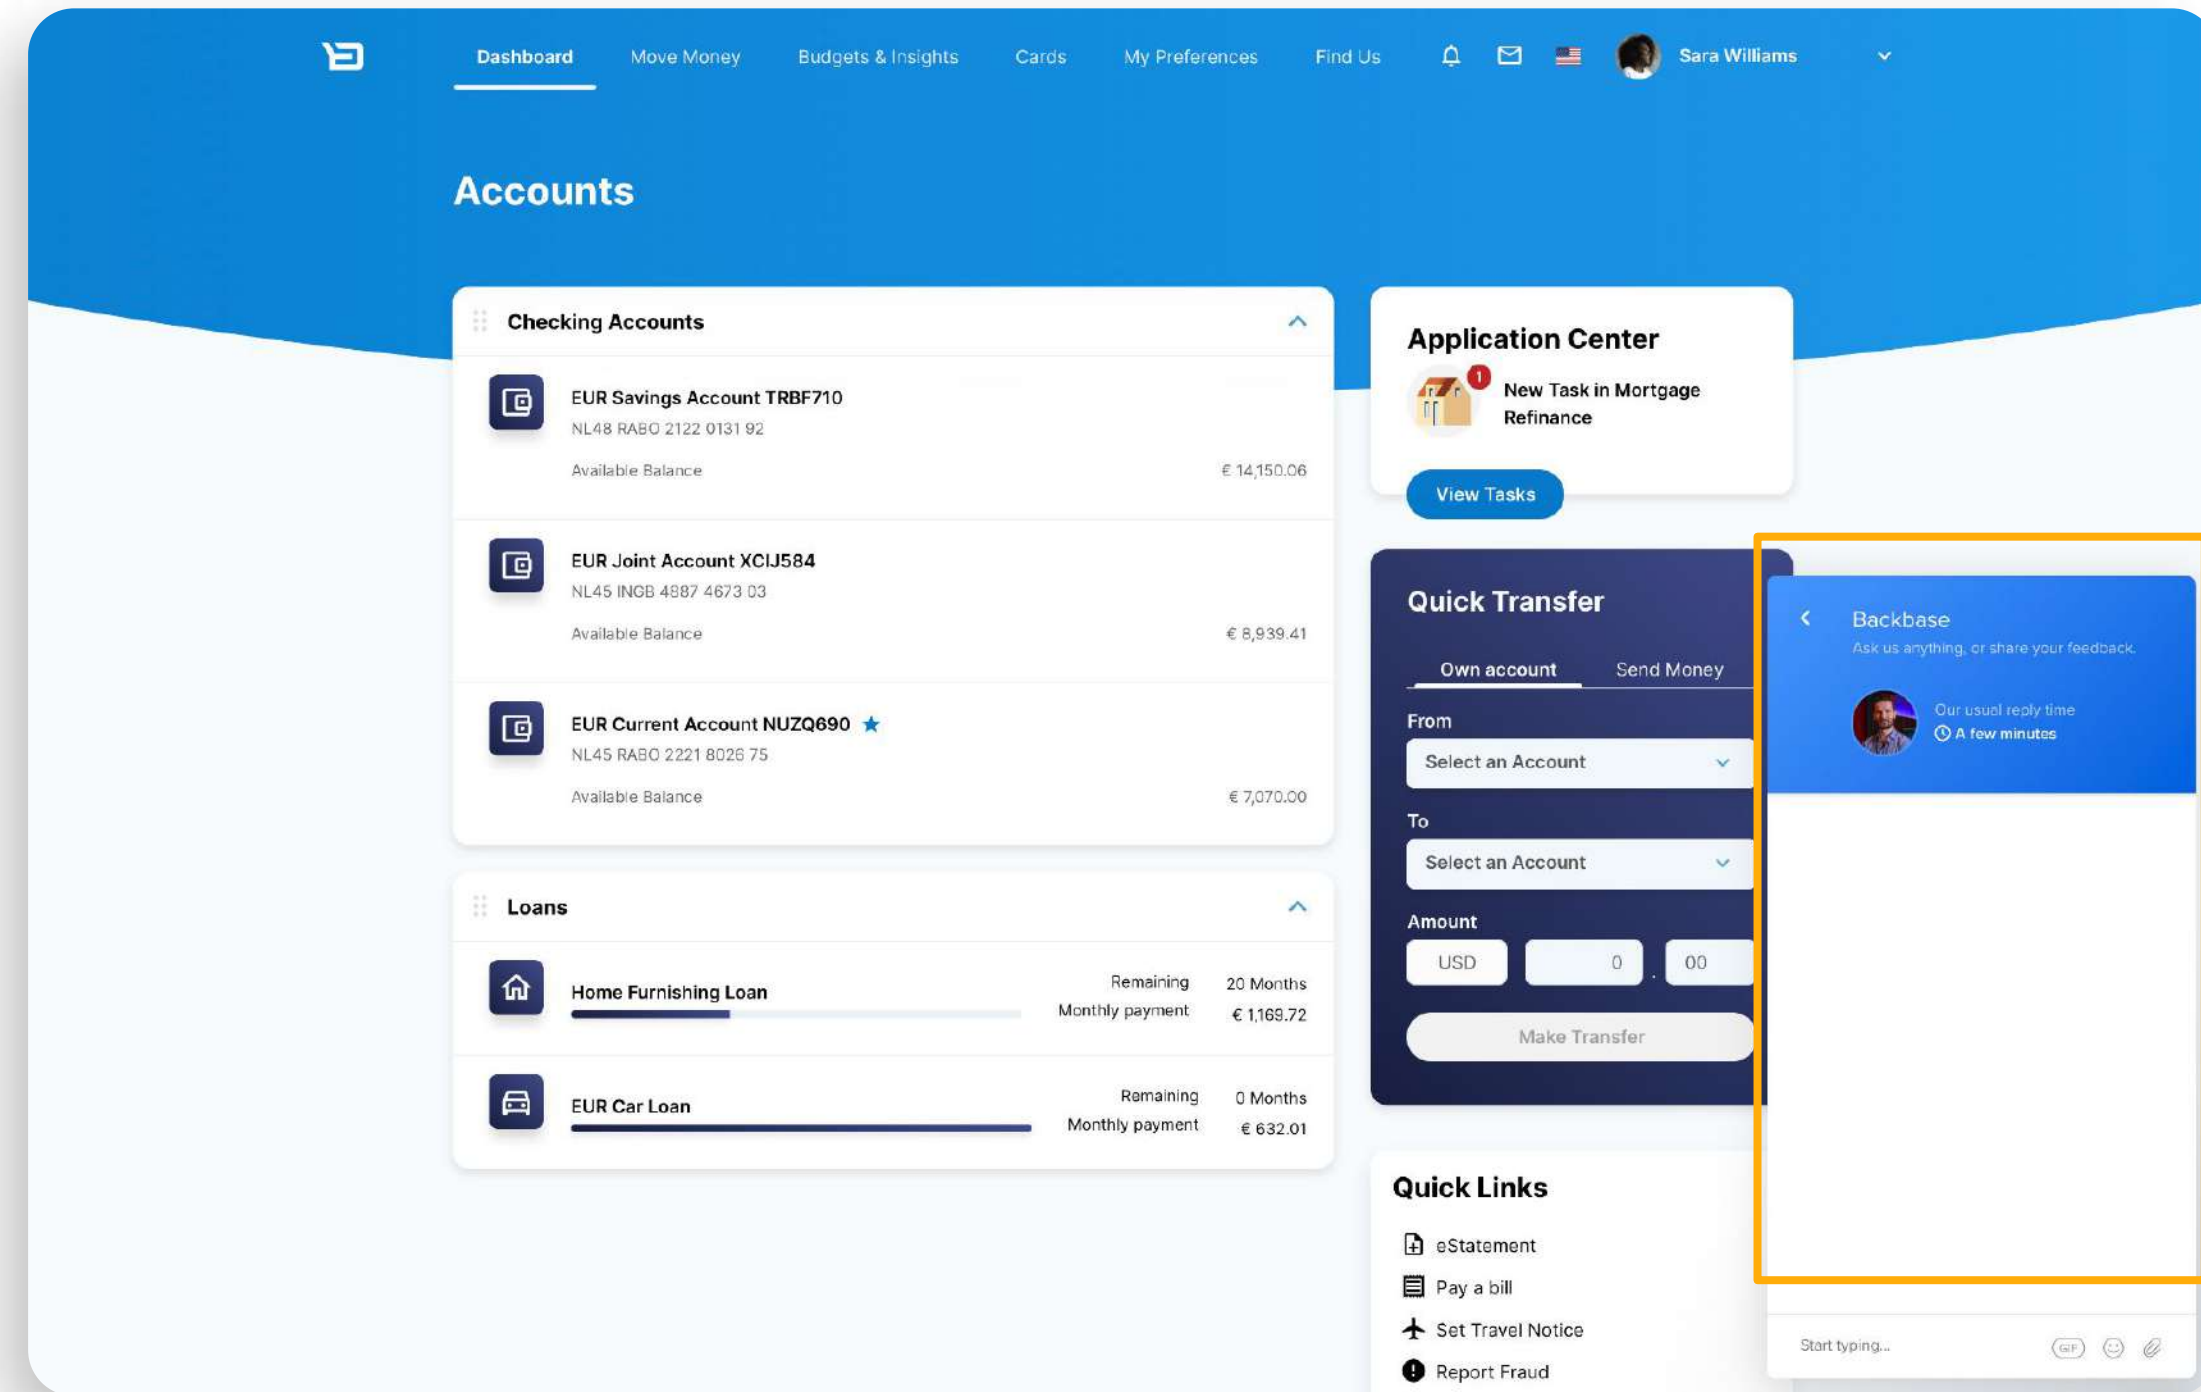 Dashboard
Move Money
Budgets & Insights
Cards
My Preferences
Find Us
Sara Williams
Accounts
Checking Accounts
EUR Savings Account TRBF710
NL48 RABO 2122 0131 92
Available Balance
€ 14,150.06
EUR Joint Account XCIJ584
NL45 INGB 4887 4673 03
Available Balance
€ 8,939.41
EUR Current Account NUZQ690
NL45 RABO 2221 8026 75
Available Balance
€ 7,070.00
Loans
Home Furnishing Loan
Remaining 20 Months
Monthly payment € 1,169.72
EUR Car Loan
Remaining 0 Months
Monthly payment € 632.01
Application Center
1
New Task in Mortgage
Refinance
View Tasks
Quick Transfer
Own account
Send Money
From
Select an Account
To
Select an Account
Amount
USD 0 . 00
Make Transfer
Quick Links
eStatement
Pay a bill
Set Travel Notice
Report Fraud
Backbase
Ask us anything, or share your feedback.
Our usual reply time
A few minutes
Start typing...
GIF